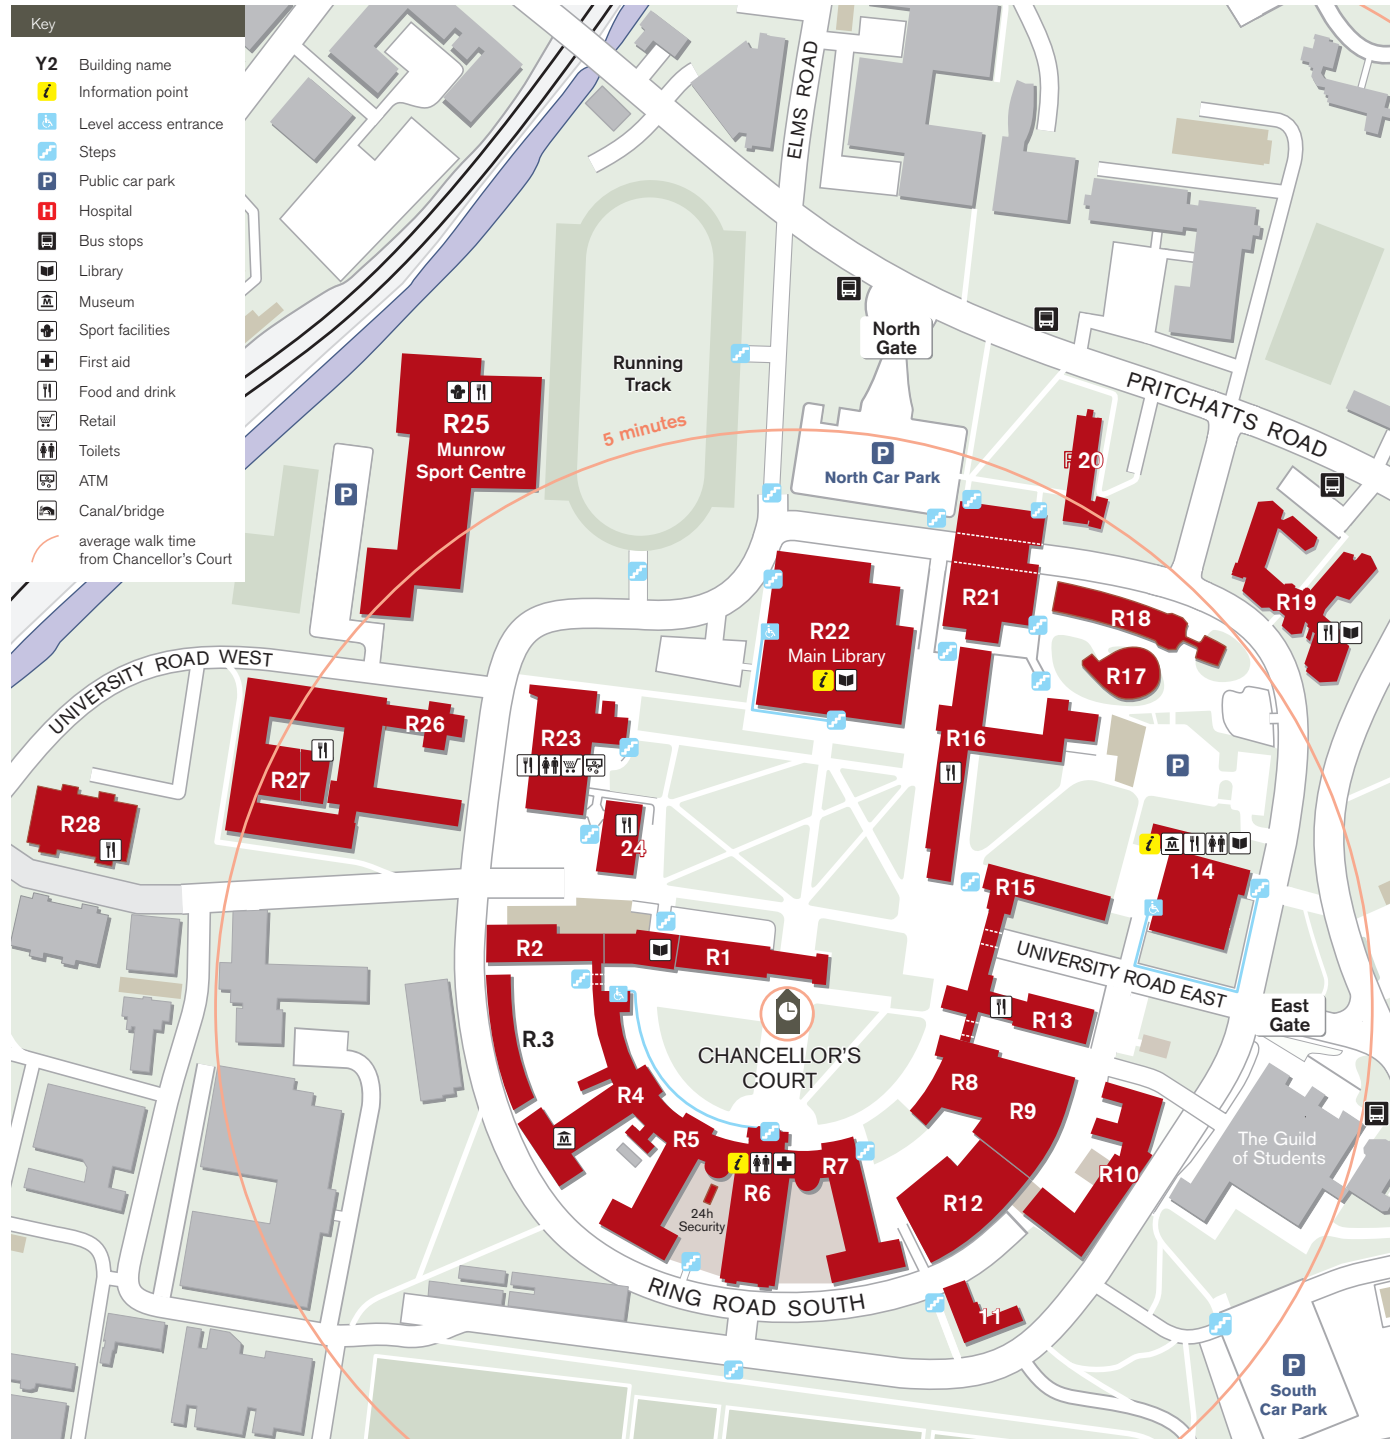 Key
Y2 Building name
i Information point
Level access entrance
Steps
P Public car park
H Hospital
Bus stops
Library
M Museum
Sport facilities
First aid
Food and drink
Retail
Toilets
ATM
Canal/bridge
average walk time
from Chancellor's Court
ELMS ROAD
North
Gate
Running
Track
5 minutes
PRITCHATTS ROAD
R25
Munrow
Sport Centre
P
P
North Car Park
R20
R19
R21
R18
R17
R22
Main Library
i
UNIVERSITY ROAD WEST
R26
R27
R28
R23
24
R16
P
i M
14
R15
R2
R1
UNIVERSITY ROAD EAST
East
Gate
R13
R.3
CHANCELLOR'S
COURT
R4
R8
R9
M
R5
i
R6
R7
R10
R12
The Guild
of Students
24h
Security
RING ROAD SOUTH
11
P
South
Car Park